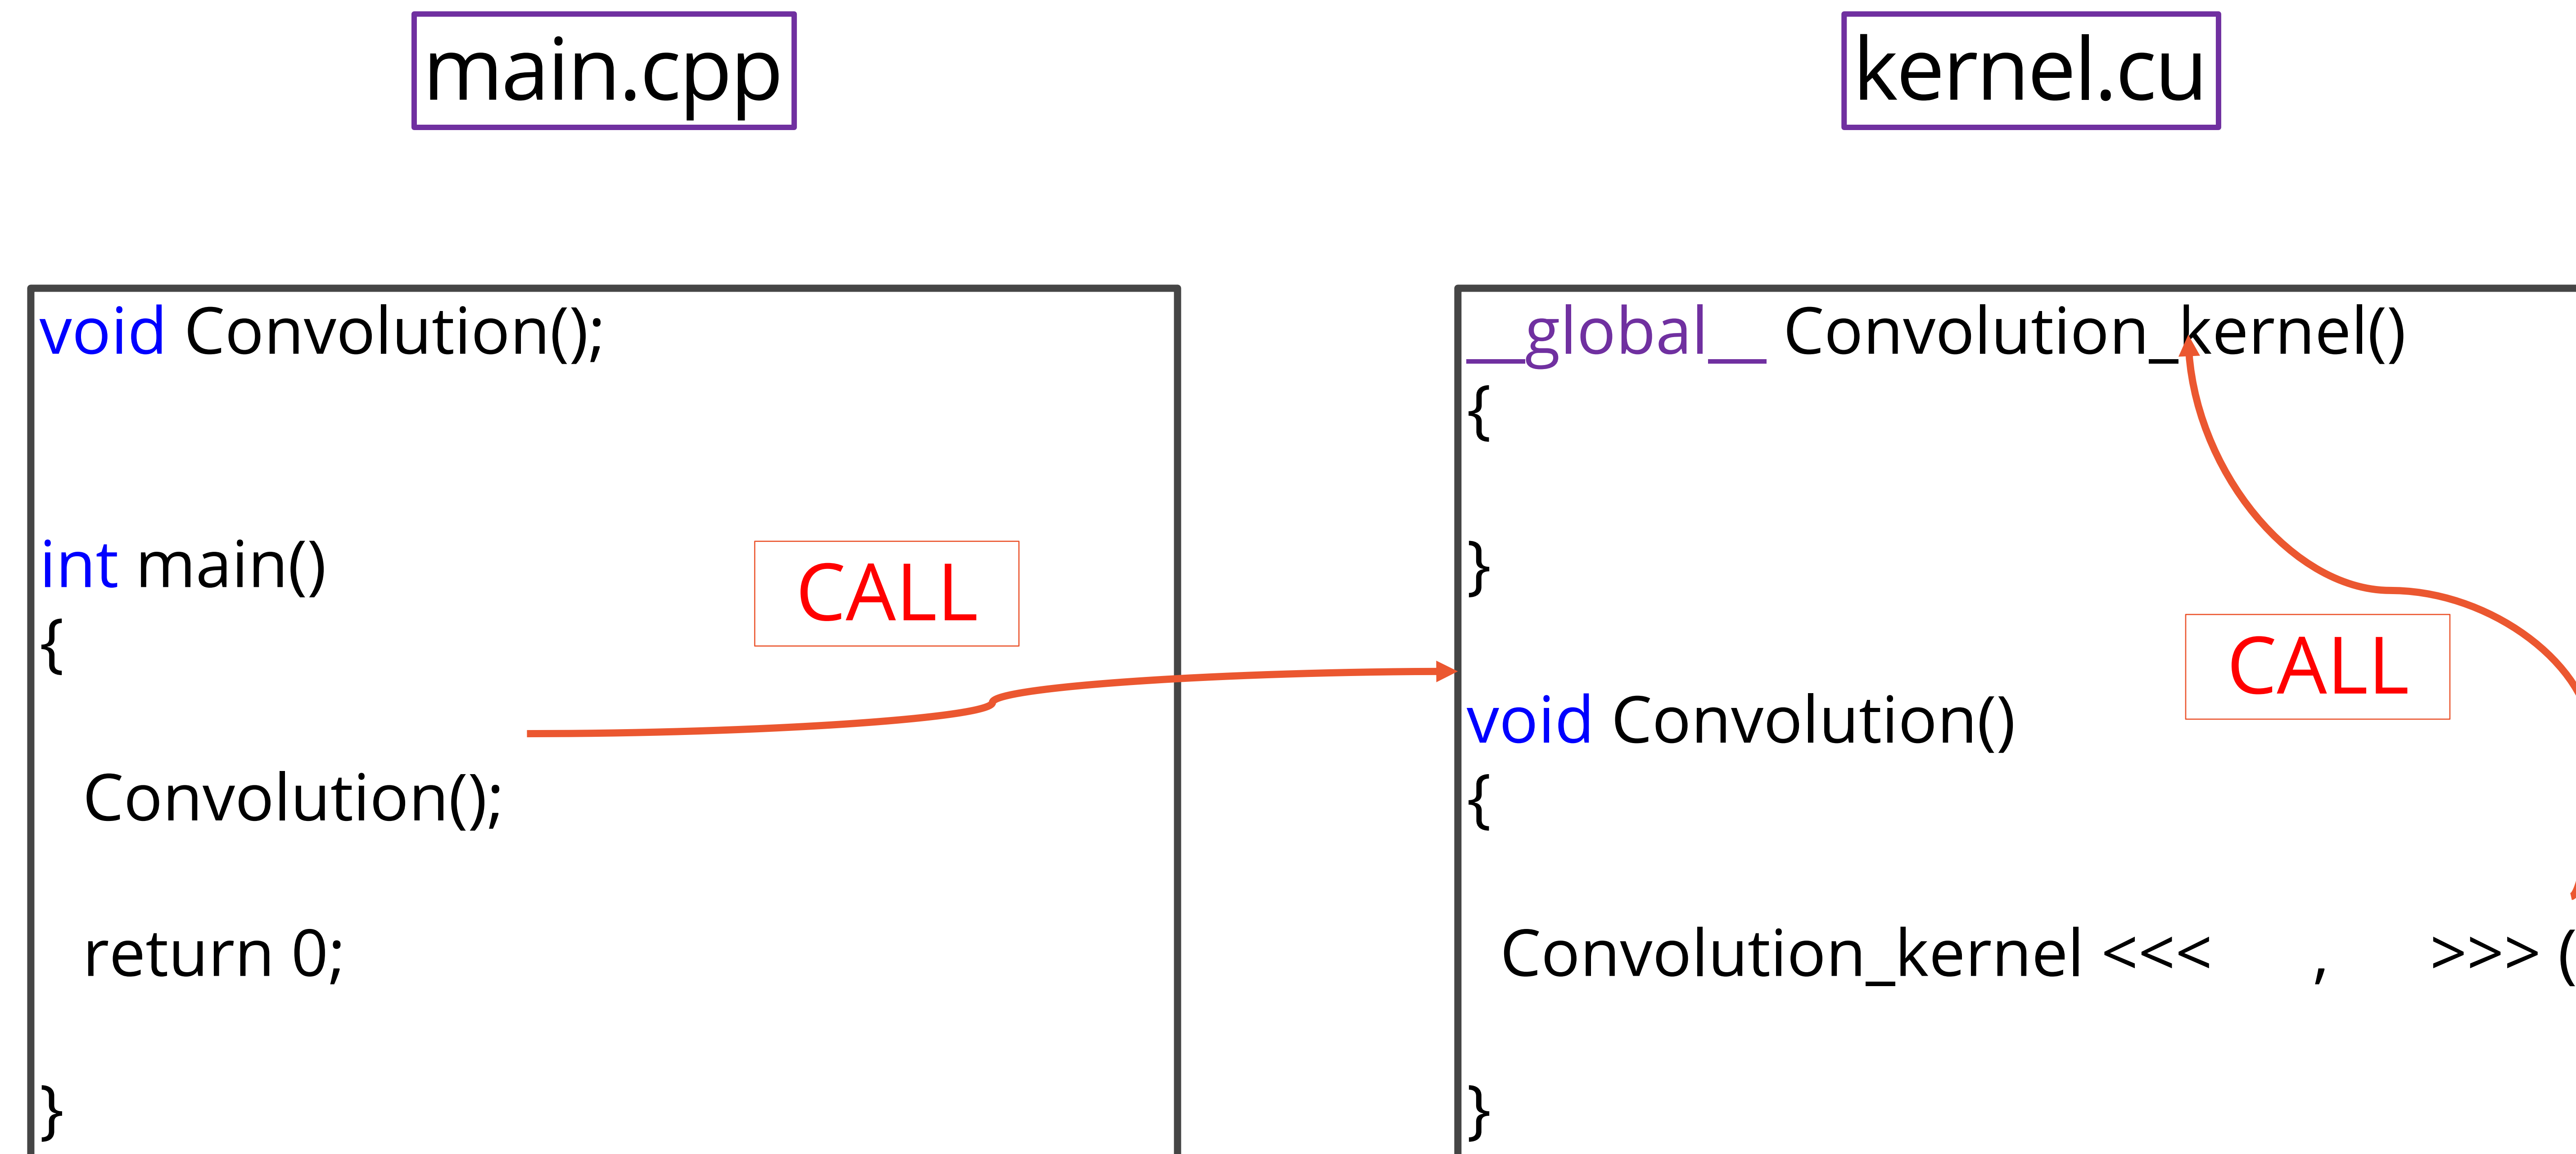 main.cpp
void Convolution();
int main()
{
CALL
Convolution();
return 0;
}
kernel.cu
__global__ Convolution_kernel()
{
}
CALL
void Convolution()
{
Convolution_kernel <<< , >>> (
}